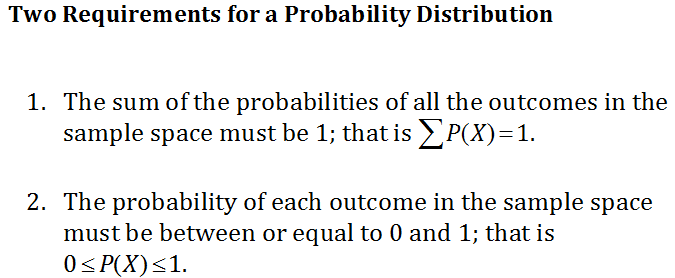 Two Requirements for a Probability Distribution
1. The sum of the probabilities of all the outcomes in the
sample space must be 1; that is ∑P(X)=1.
2. The probability of each outcome in the sample space
must be between or equal to 0 and 1; that is
0≤P(X)≤1.